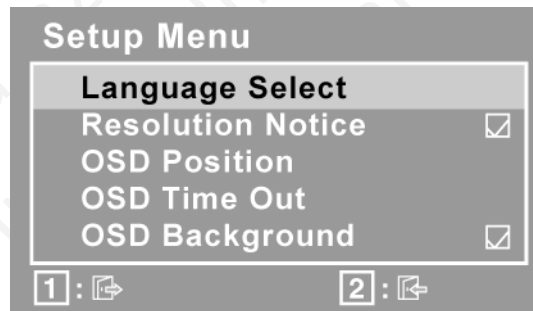 Setup Menu
Language Select
Resolution Notice
OSD Position
OSD Time Out
OSD Background
1: 2: